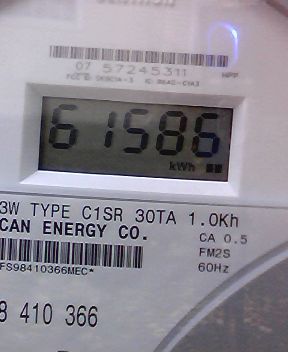 07 57245311
61586
kWh
3W TYPE C1SR 30TA 1.0Kh
CAN ENERGY CO.
CA 0.5
FM2S
60Hz
FS98410366MEC*
8 410 366